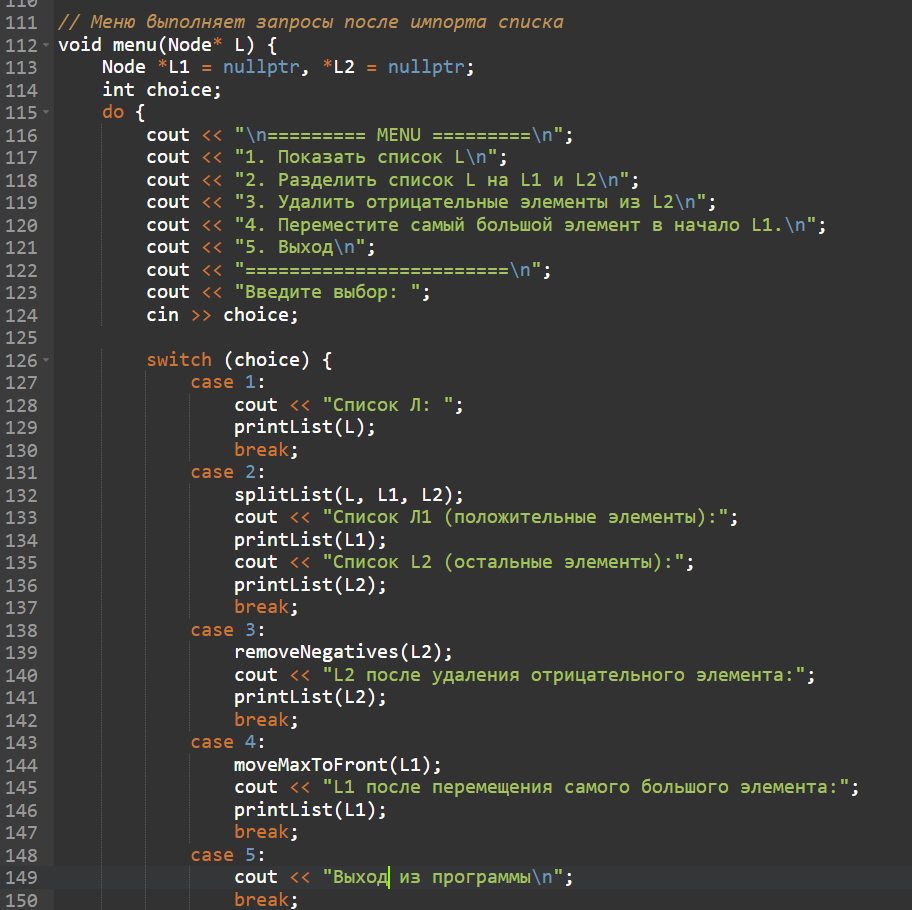 110
111 // Меню выполняет запросы после импорта списка
112 void menu(Node* L) {
113 Node *L1 = nullptr, *L2 = nullptr;
114 int choice;
115 do {
116 cout << "\n========= MENU =========\n";
117 cout << "1. Показать список L\n";
118 cout << "2. Разделить список L на L1 и L2\n";
119 cout << "3. Удалить отрицательные элементы из L2\n";
120 cout << "4. Переместите самый большой элемент в начало L1.\n";
121 cout << "5. Выход\n";
122 cout << "========================\n";
123 cout << "Введите выбор: ";
124 cin >> choice;
125
126 switch (choice) {
127 case 1:
128 cout << "Список Л: ";
129 printList(L);
130 break;
131 case 2:
132 splitList(L, L1, L2);
133 cout << "Список Л1 (положительные элементы):";
134 printList(L1);
135 cout << "Список L2 (остальные элементы):";
136 printList(L2);
137 break;
138 case 3:
139 removeNegatives(L2);
140 cout << "L2 после удаления отрицательного элемента:";
141 printList(L2);
142 break;
143 case 4:
144 moveMaxToFront(L1);
145 cout << "L1 после перемещения самого большого элемента:";
146 printList(L1);
147 break;
148 case 5:
149 cout << "Выход из программы\n";
150 break;